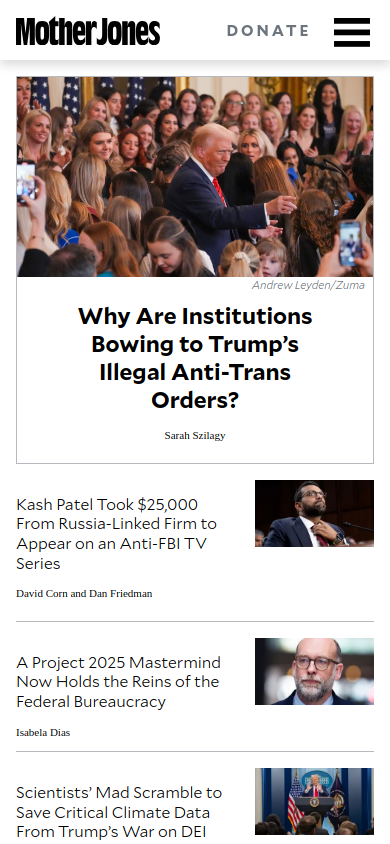 Mother Jones
DONATE
Andrew Leyden/Zuma
Why Are Institutions
Bowing to Trump’s
Illegal Anti-Trans
Orders?
Sarah Szilagy
Kash Patel Took $25,000
From Russia-Linked Firm to
Appear on an Anti-FBI TV
Series
David Corn and Dan Friedman
A Project 2025 Mastermind
Now Holds the Reins of the
Federal Bureaucracy
Isabela Dias
Scientists’ Mad Scramble to
Save Critical Climate Data
From Trump’s War on DEI